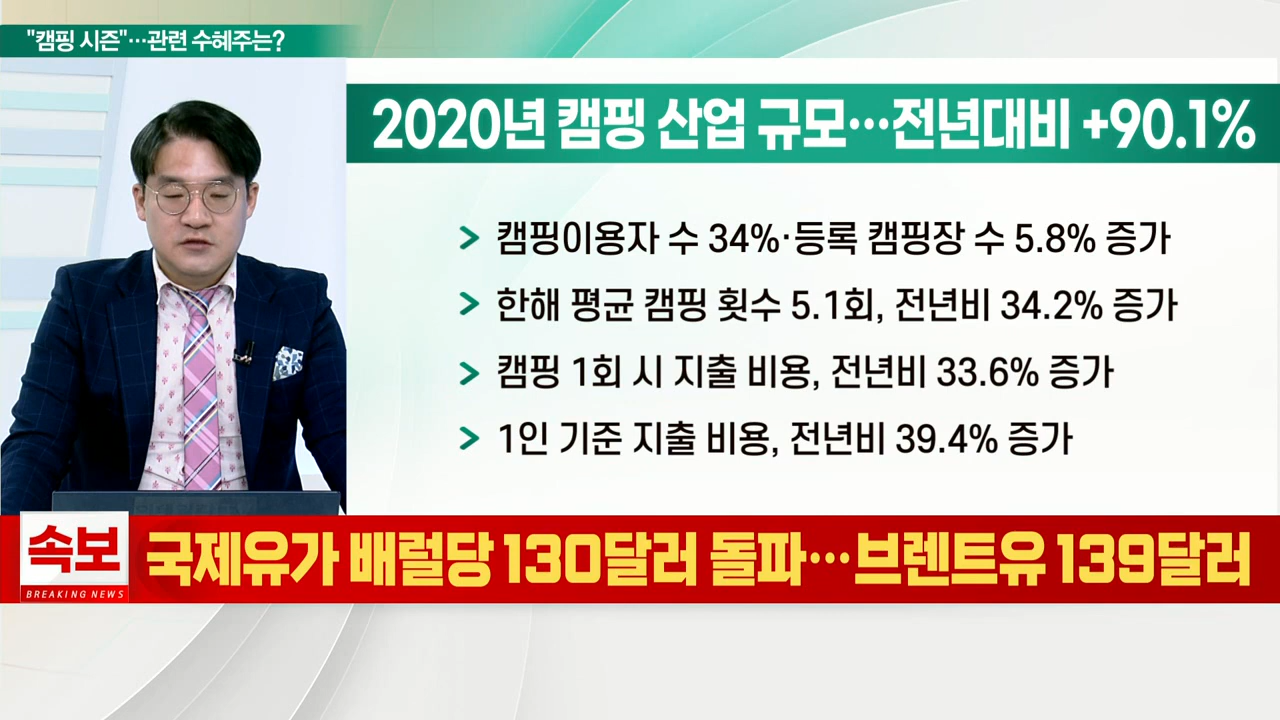 "캠핑 시즌"…관련 수혜주는?
2020년 캠핑 산업 규모…전년대비 +90.1%
> 캠핑이용자 수 34%·등록 캠핑장 수 5.8% 증가
> 한해 평균 캠핑 횟수 5.1회, 전년비 34.2% 증가
> 캠핑 1회 시 지출 비용, 전년비 33.6% 증가
> 1인 기준 지출 비용, 전년비 39.4% 증가
속보
BREAKING NEWS
국제유가 배럴당 130달러 돌파…브렌트유 139달러